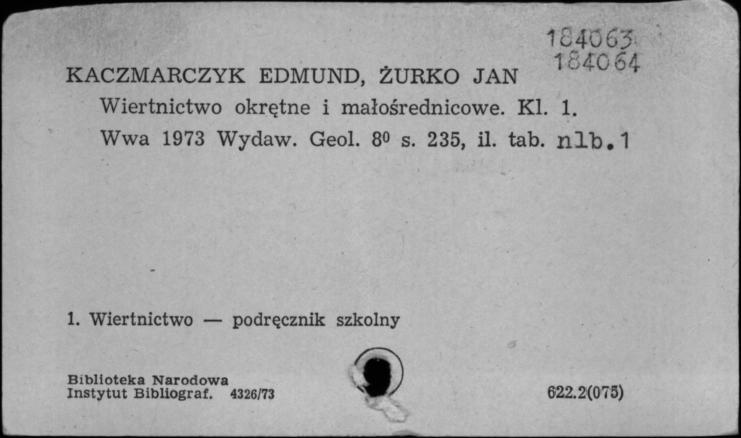 184063
184064
KACZMARCZYK EDMUND, ŻURKO JAN
Wiertnictwo okrętne i małośrednicowe. Kl. 1.
Wwa 1973 Wydaw. Geol. 8⁰ s. 235, il. tab. nlb.1
1. Wiertnictwo — podręcznik szkolny
Biblioteka Narodowa
Instytut Bibliograf. 4326/73
622.2(075)